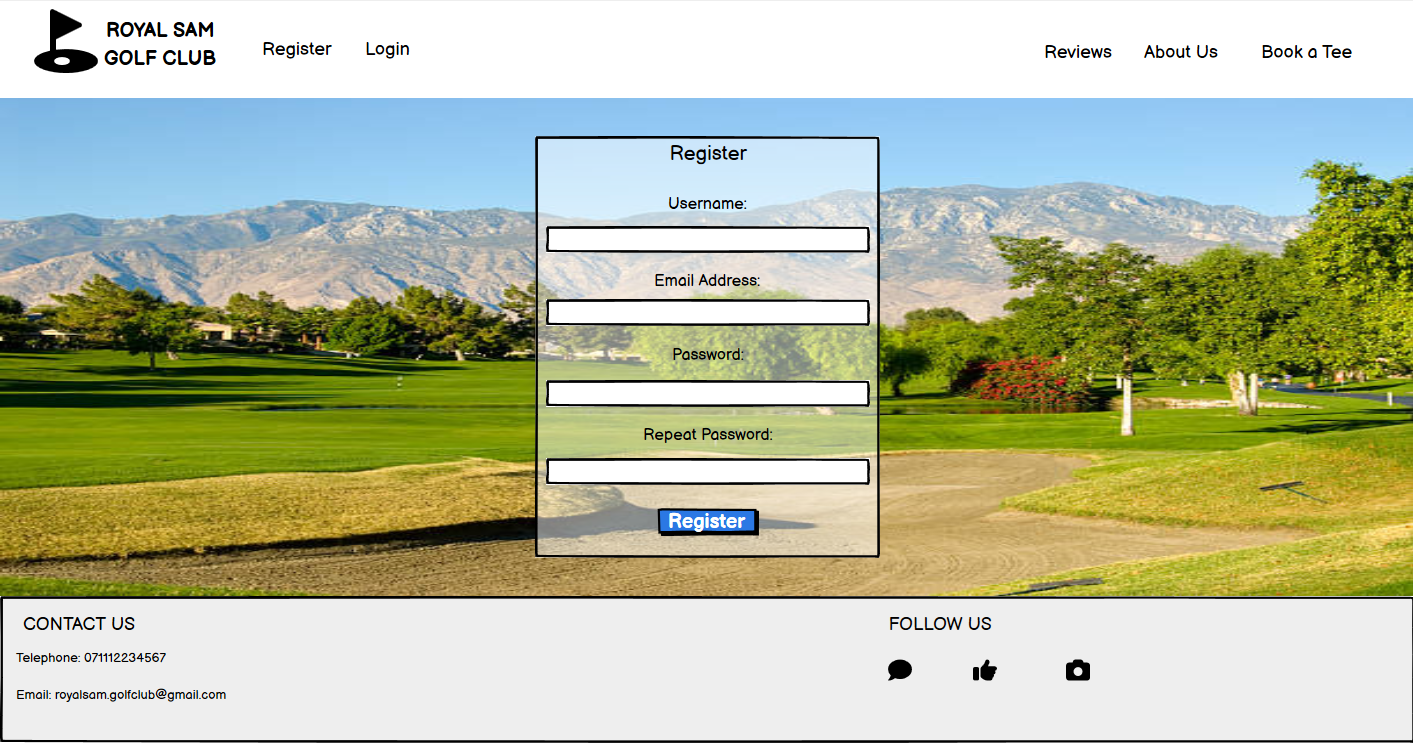 ROYAL SAM
GOLF CLUB
Register
Login
Reviews
About Us
Book a Tee
Register
Username:
Email Address:
Password:
Repeat Password:
Register
CONTACT US
Telephone: 071112234567
Email: royalsam.golfclub@gmail.com
FOLLOW US